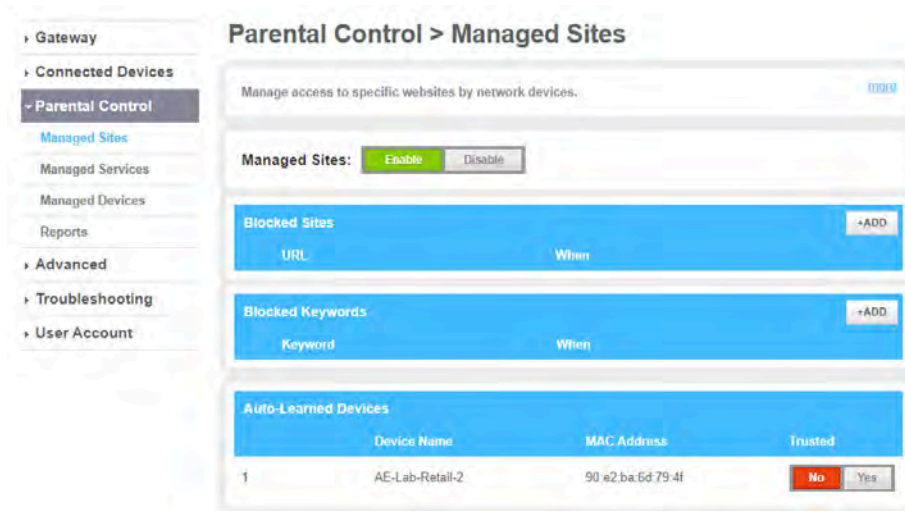 Gateway
Connected Devices
Parental Control
Managed Sites
Managed Services
Managed Devices
Reports
Advanced
Troubleshooting
User Account
Parental Control > Managed Sites
Manage access to specific websites by network devices.
more
Managed Sites: Enable Disable
Blocked Sites +ADD
URL When
Blocked Keywords +ADD
Keyword When
Auto-Learned Devices
Device Name MAC Address Trusted
1 AE-Lab-Retail-2 90:e2:ba:6d:79:4f No Yes